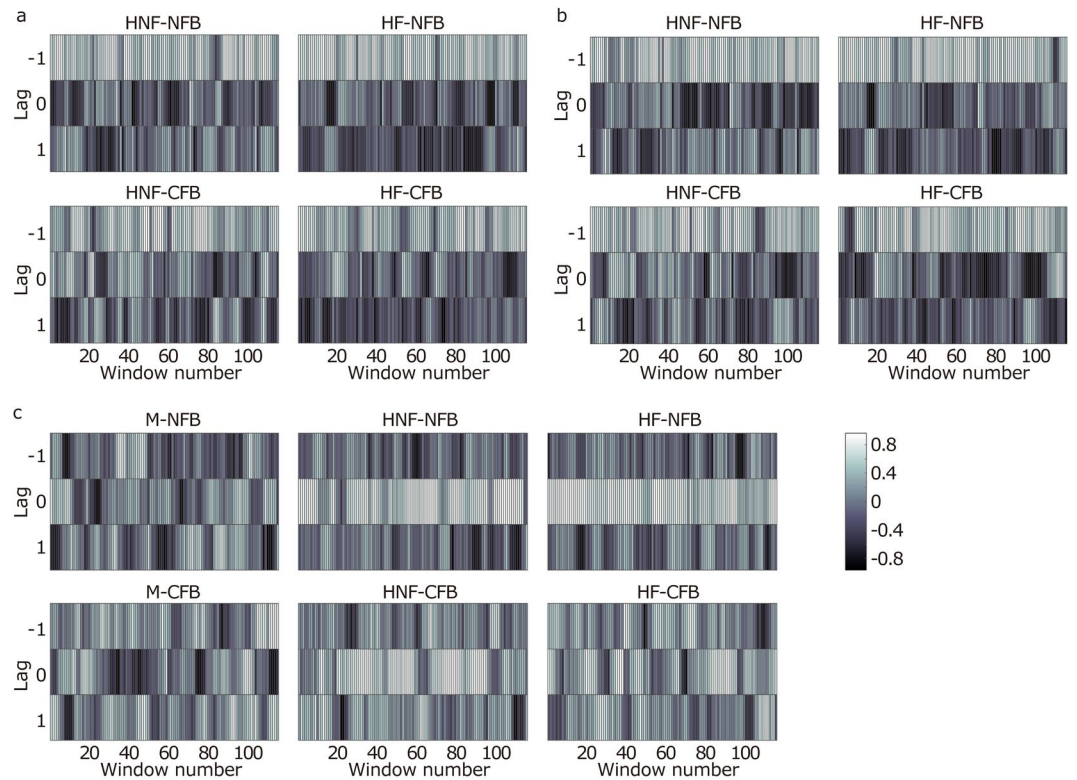 a
HNF-NFB
HF-NFB
Lag
-1
0
1
HNF-CFB
HF-CFB
Lag
-1
0
1
20 40 60 80 100
20 40 60 80 100
Window number
Window number
b
HNF-NFB
HF-NFB
Lag
-1
0
1
HNF-CFB
HF-CFB
Lag
-1
0
1
20 40 60 80 100
20 40 60 80 100
Window number
Window number
c
M-NFB
HNF-NFB
HF-NFB
Lag
-1
0
1
M-CFB
HNF-CFB
HF-CFB
Lag
-1
0
1
20 40 60 80 100
20 40 60 80 100
20 40 60 80 100
Window number
Window number
Window number
0.8
0.4
0
-0.4
-0.8